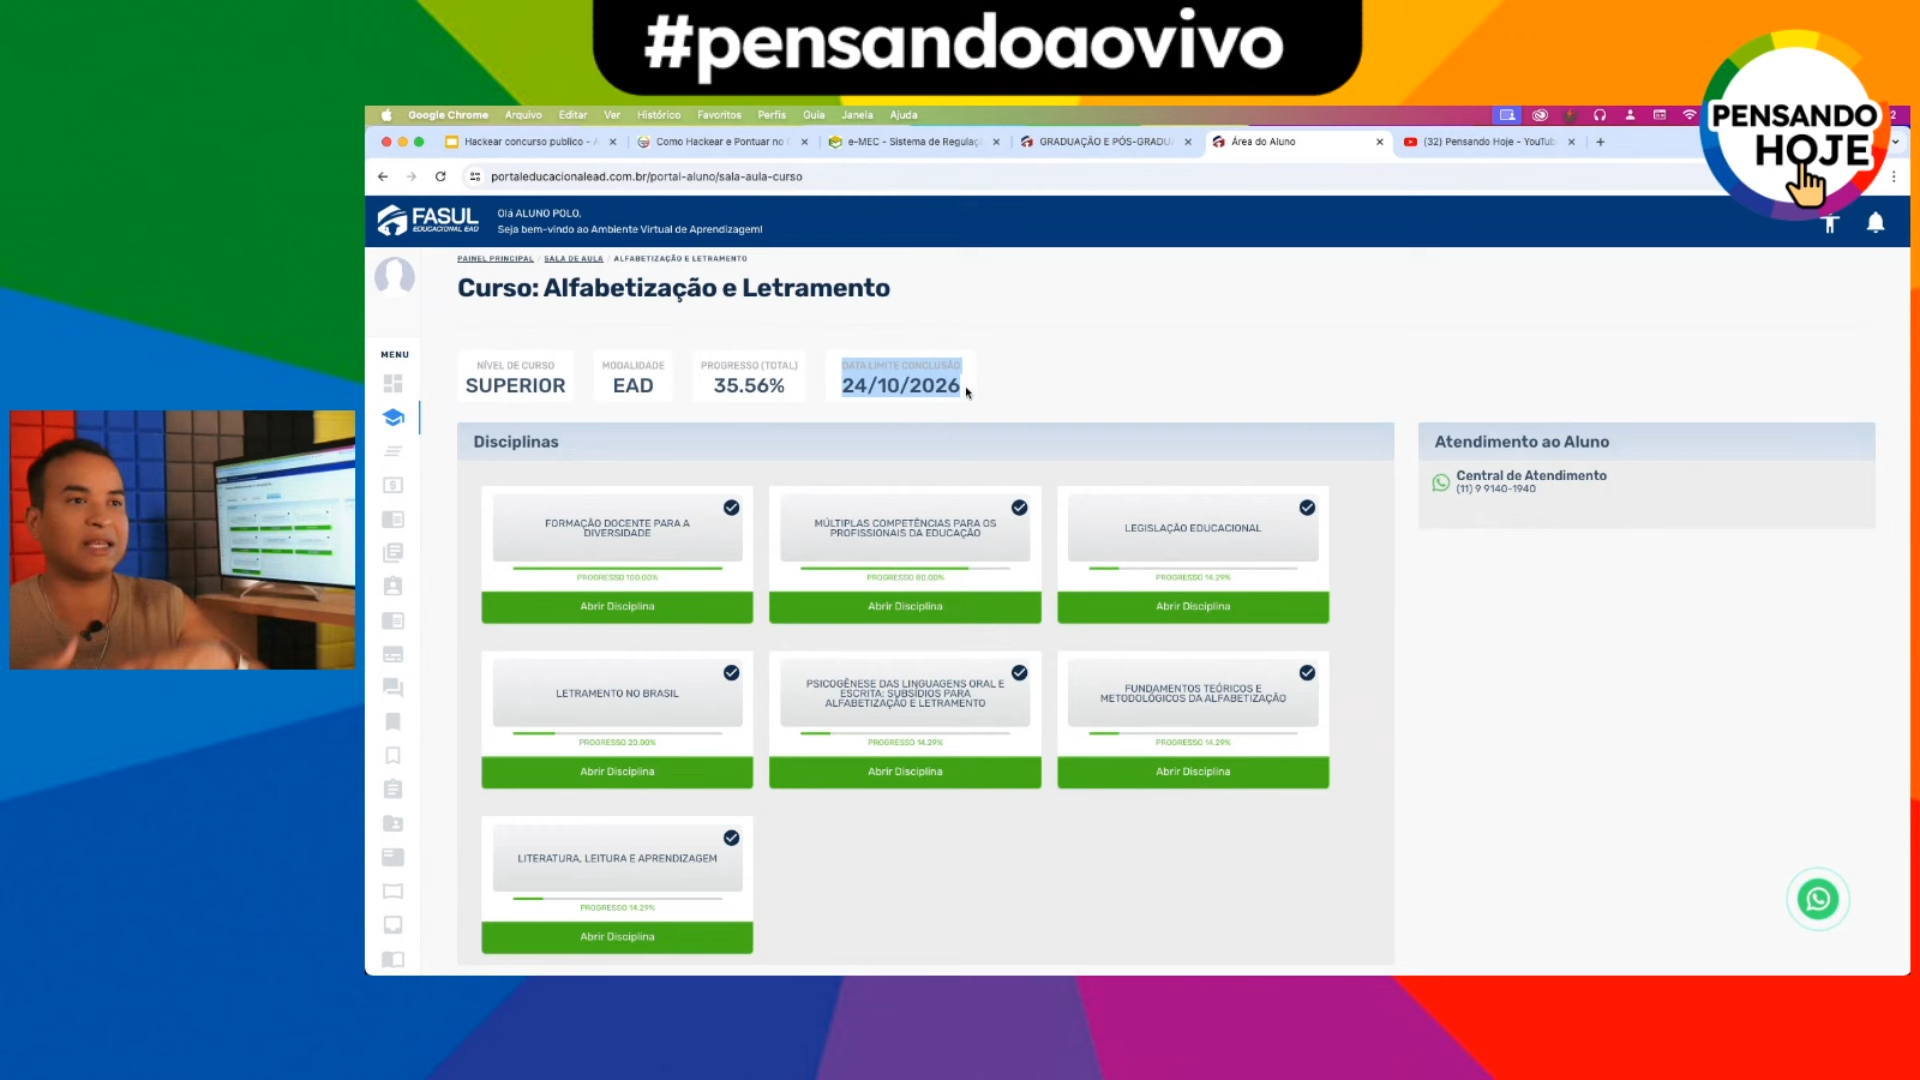 #pensandoaovivo
PENSANDO
HOJE
Google Chrome Arquivo Editar Ver Histórico Favoritos Perfis Guia Janela Ajuda
Hackear concurso publico - A
Como Hackear e Pontuar no
e-MEC - Sistema de Regulaç
GRADUAÇÃO E PÓS-GRADU
Área do Aluno
(32) Pensando Hoje - YouTub
portaleducacionalead.com.br/portal-aluno/sala-aula-curso
FASUL
EDUCACIONAL EAD
Olá ALUNO POLO,
Seja bem-vindo ao Ambiente Virtual de Aprendizagem!
PAINEL PRINCIPAL / SALA DE AULA / ALFABETIZAÇÃO E LETRAMENTO
Curso: Alfabetização e Letramento
MENU
NÍVEL DE CURSO
SUPERIOR
MODALIDADE
EAD
PROGRESSO (TOTAL)
35.56%
DATA LIMITE CONCLUSÃO
24/10/2026
Disciplinas
FORMAÇÃO DOCENTE PARA A
DIVERSIDADE
PROGRESSO 100.00%
Abrir Disciplina
MÚLTIPLAS COMPETÊNCIAS PARA OS
PROFISSIONAIS DA EDUCAÇÃO
PROGRESSO 80.00%
Abrir Disciplina
LEGISLAÇÃO EDUCACIONAL
PROGRESSO 14.29%
Abrir Disciplina
LETRAMENTO NO BRASIL
PROGRESSO 20.00%
Abrir Disciplina
PSICOGÊNESE DAS LINGUAGENS ORAL E
ESCRITA: SUBSÍDIOS PARA
ALFABETIZAÇÃO E LETRAMENTO
PROGRESSO 14.29%
Abrir Disciplina
FUNDAMENTOS TEÓRICOS E
METODOLÓGICOS DA ALFABETIZAÇÃO
PROGRESSO 14.29%
Abrir Disciplina
LITERATURA, LEITURA E APRENDIZAGEM
PROGRESSO 14.29%
Abrir Disciplina
Atendimento ao Aluno
Central de Atendimento
(11) 9 9140-1940